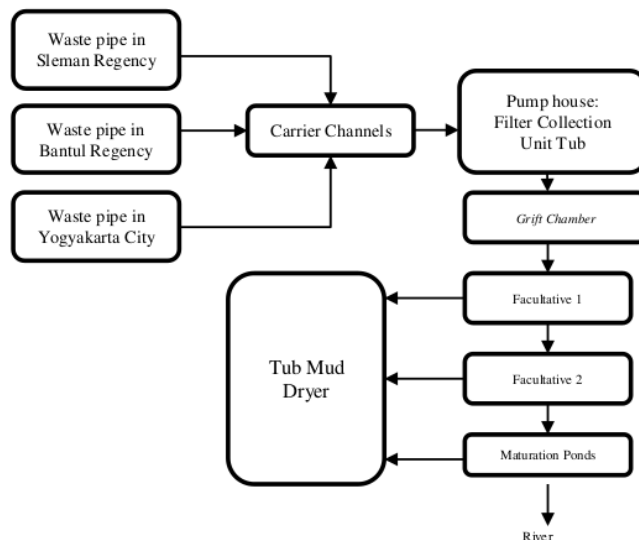 Waste pipe in
Sleman Regency
Waste pipe in
Bantul Regency
Waste pipe in
Yogyakarta City
Carrier Channels
Pump house:
Filter Collection
Unit Tub
Grift Chamber
Facultative 1
Facultative 2
Maturation Ponds
Tub Mud
Dryer
River